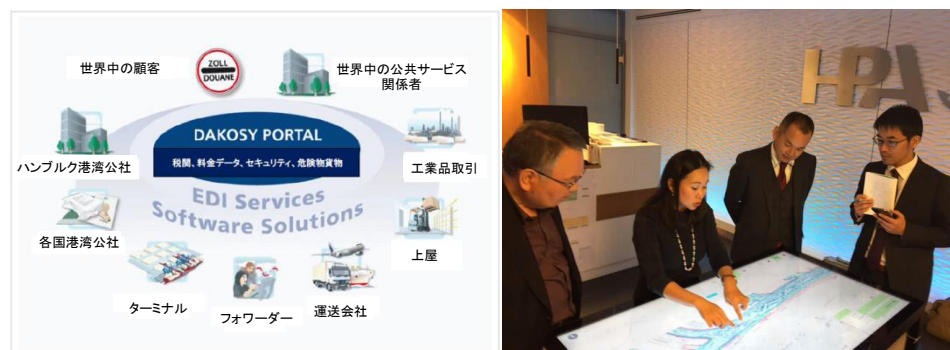 世界中の顧客
ZOLL
DOUANE
世界中の公共サービス
関係者
DAKOSY PORTAL
税関、料金データ、セキュリティ、危険物貨物
ハンブルク港湾公社
工業品取引
EDI Services
Software Solutions
各国港湾公社
上屋
ターミナル
フォワーダー
運送会社
HPA